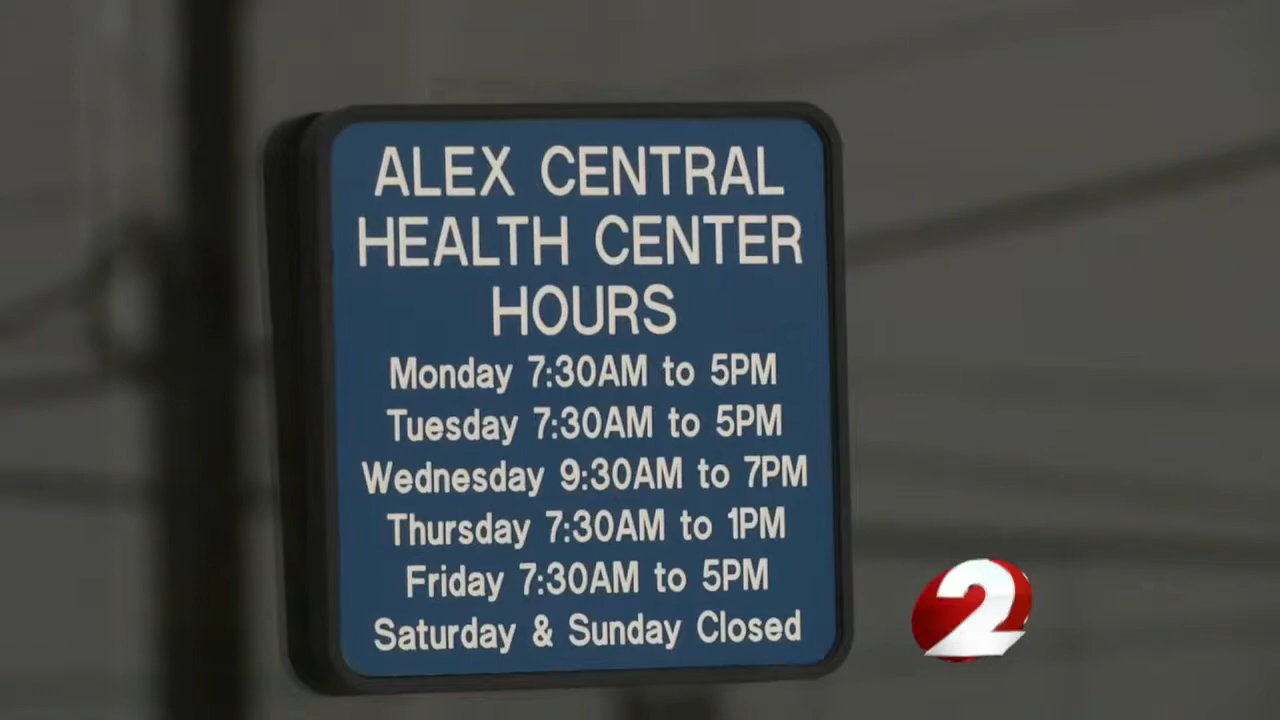 ALEX CENTRAL
HEALTH CENTER
HOURS
Monday 7:30AM to 5PM
Tuesday 7:30AM to 5PM
Wednesday 9:30AM to 7PM
Thursday 7:30AM to 1PM
Friday 7:30AM to 5PM
Saturday & Sunday Closed
2